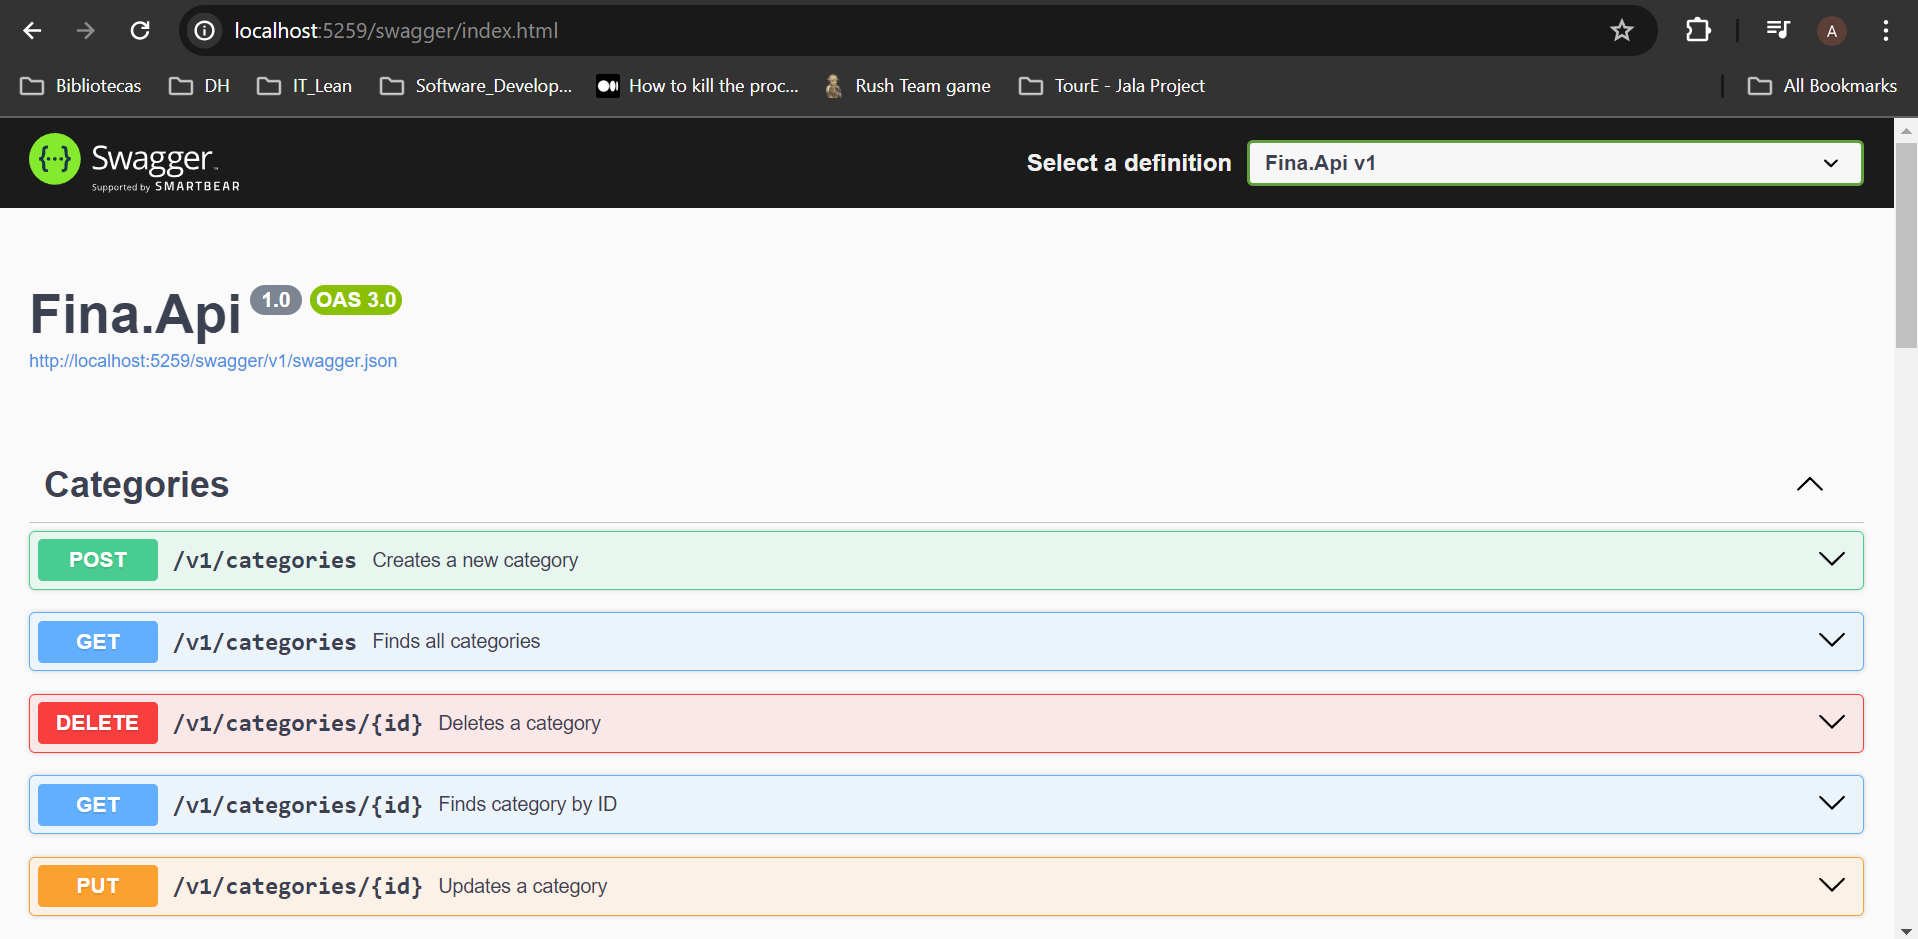 localhost:5259/swagger/index.html
A
Bibliotecas DH IT_Lean Software_Develop... How to kill the proc... Rush Team game TourE - Jala Project All Bookmarks
Swagger™
Supported by SMARTBEAR
Select a definition Fina.Api v1
Fina.Api 1.0 OAS 3.0
http://localhost:5259/swagger/v1/swagger.json
Categories
POST /v1/categories Creates a new category
GET /v1/categories Finds all categories
DELETE /v1/categories/{id} Deletes a category
GET /v1/categories/{id} Finds category by ID
PUT /v1/categories/{id} Updates a category